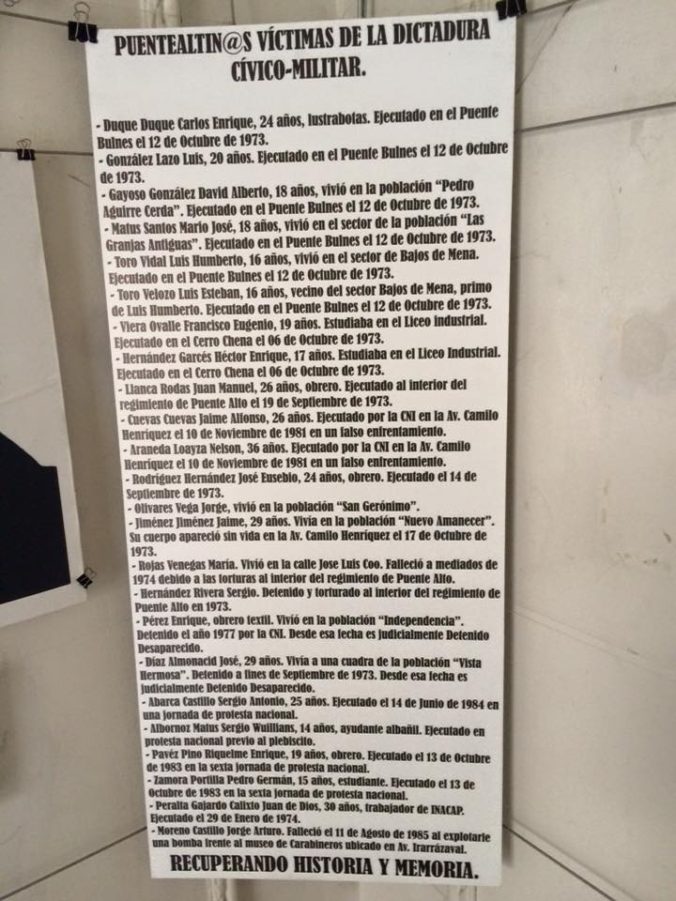 PUENTEALTIN@S VÍCTIMAS DE LA DICTADURA
CÍVICO-MILITAR.
- Duque Duque Carlos Enrique, 24 años, lustrabotas. Ejecutado en el Puente
Bulnes el 12 de Octubre de 1973.
- González Lazo Luis, 20 años. Ejecutado en el Puente Bulnes el 12 de Octubre
de 1973.
- Gayoso González David Alberto, 18 años, vivió en la población “Pedro
Aguirre Cerda”. Ejecutado en el Puente Bulnes el 12 de Octubre de 1973.
- Matus Santos Mario José, 18 años, vivió en el sector de la población “Las
Granjas Antiguas”. Ejecutado en el Puente Bulnes el 12 de Octubre de 1973.
- Toro Vidal Luis Humberto, 16 años, vivió en el sector de Bajos de Mena.
Ejecutado en el Puente Bulnes el 12 de Octubre de 1973.
- Toro Velozo Luis Esteban, 16 años, vecino del sector Bajos de Mena, primo
de Luis Humberto. Ejecutado en el Puente Bulnes el 12 de Octubre de 1973.
- Viera Ovalle Francisco Eugenio, 19 años. Estudiaba en el Liceo industrial.
Ejecutado en el Cerro Chena el 06 de Octubre de 1973.
- Hernández Garcés Héctor Enrique, 17 años. Estudiaba en el Liceo Industrial.
Ejecutado en el Cerro Chena el 06 de Octubre de 1973.
- Llanca Rodas Juan Manuel, 26 años, obrero. Ejecutado al interior del
regimiento de Puente Alto el 19 de Septiembre de 1973.
- Cuevas Cuevas Jaime Alfonso, 26 años. Ejecutado por la CNI en la Av. Camilo
Henríquez el 10 de Noviembre de 1981 en un falso enfrentamiento.
- Araneda Loayza Nelson, 36 años. Ejecutado por la CNI en la Av. Camilo
Henríquez el 10 de Noviembre de 1981 en un falso enfrentamiento.
- Rodríguez Hernández José Eusebio, 24 años, obrero. Ejecutado el 14 de
Septiembre de 1973.
- Olivares Vega Jorge, vivió en la población “San Gerónimo”.
- Jiménez Jiménez Jaime, 29 años. Vivía en la población “Nuevo Amanecer”.
Su cuerpo apareció sin vida en la Av. Camilo Henríquez el 17 de Octubre de
1973.
- Rojas Venegas María. Vivió en la calle Jose Luis Coo. Falleció a mediados de
1974 debido a las torturas al interior del regimiento de Puente Alto.
- Hernández Rivera Sergio. Detenido y torturado al interior del regimiento de
Puente Alto en 1973.
- Pérez Enrique, obrero textil. Vivió en la población “Independencia”.
Detenido el año 1977 por la CNI. Desde esa fecha es judicialmente Detenido
Desaparecido.
- Díaz Almonacid José, 29 años. Vivía a una cuadra de la población “Vista
Hermosa”. Detenido a fines de Septiembre de 1973. Desde esa fecha es
judicialmente Detenido Desaparecido.
- Abarca Castillo Sergio Antonio, 25 años. Ejecutado el 14 de Junio de 1984 en
una jornada de protesta nacional.
- Albornoz Matus Sergio Wuillians, 14 años, ayudante albañil. Ejecutado en
protesta nacional previo al plebiscito.
- Pavéz Pino Riquelme Enrique, 19 años, obrero. Ejecutado el 13 de Octubre
de 1983 en la sexta jornada de protesta nacional.
- Zamora Portilla Pedro Germán, 15 años, estudiante. Ejecutado el 13 de
Octubre de 1983 en la sexta jornada de protesta nacional.
- Peralta Gajardo Calixto Juan de Dios, 30 años, trabajador de INACAP.
Ejecutado el 29 de Enero de 1974.
- Moreno Castillo Jorge Arturo. Falleció el 11 de Agosto de 1985 al explotarle
una bomba frente al museo de Carabineros ubicado en Av. Irarrázaval.
RECUPERANDO HISTORIA Y MEMORIA.